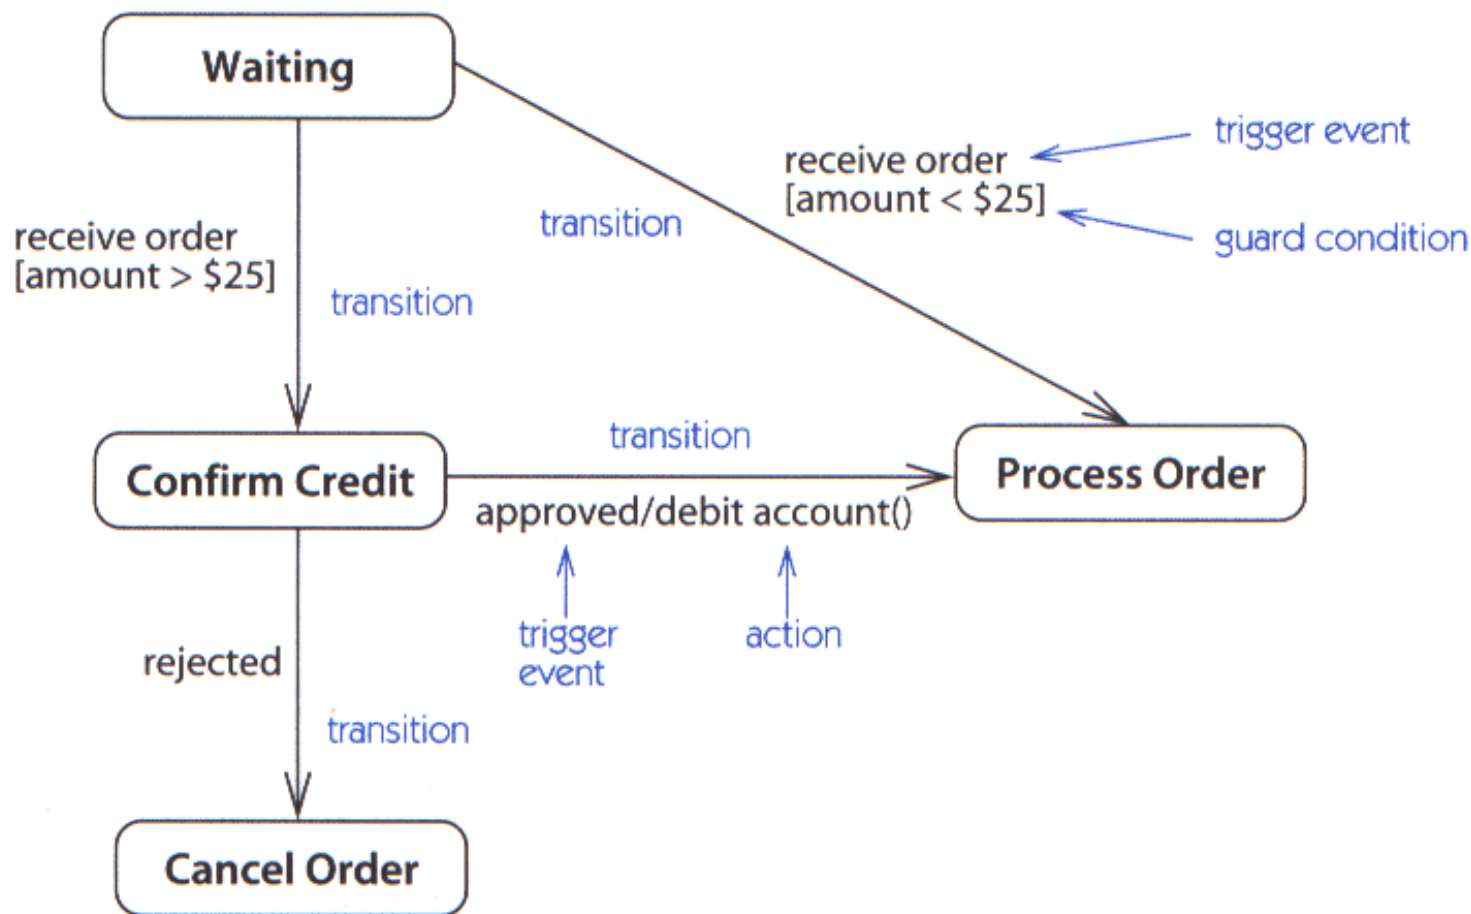 Waiting
trigger event
receive order
[amount < $25]
transition
guard condition
receive order
[amount > $25]
transition
transition
Confirm Credit
Process Order
approved/debit account()
trigger
event
action
rejected
transition
Cancel Order